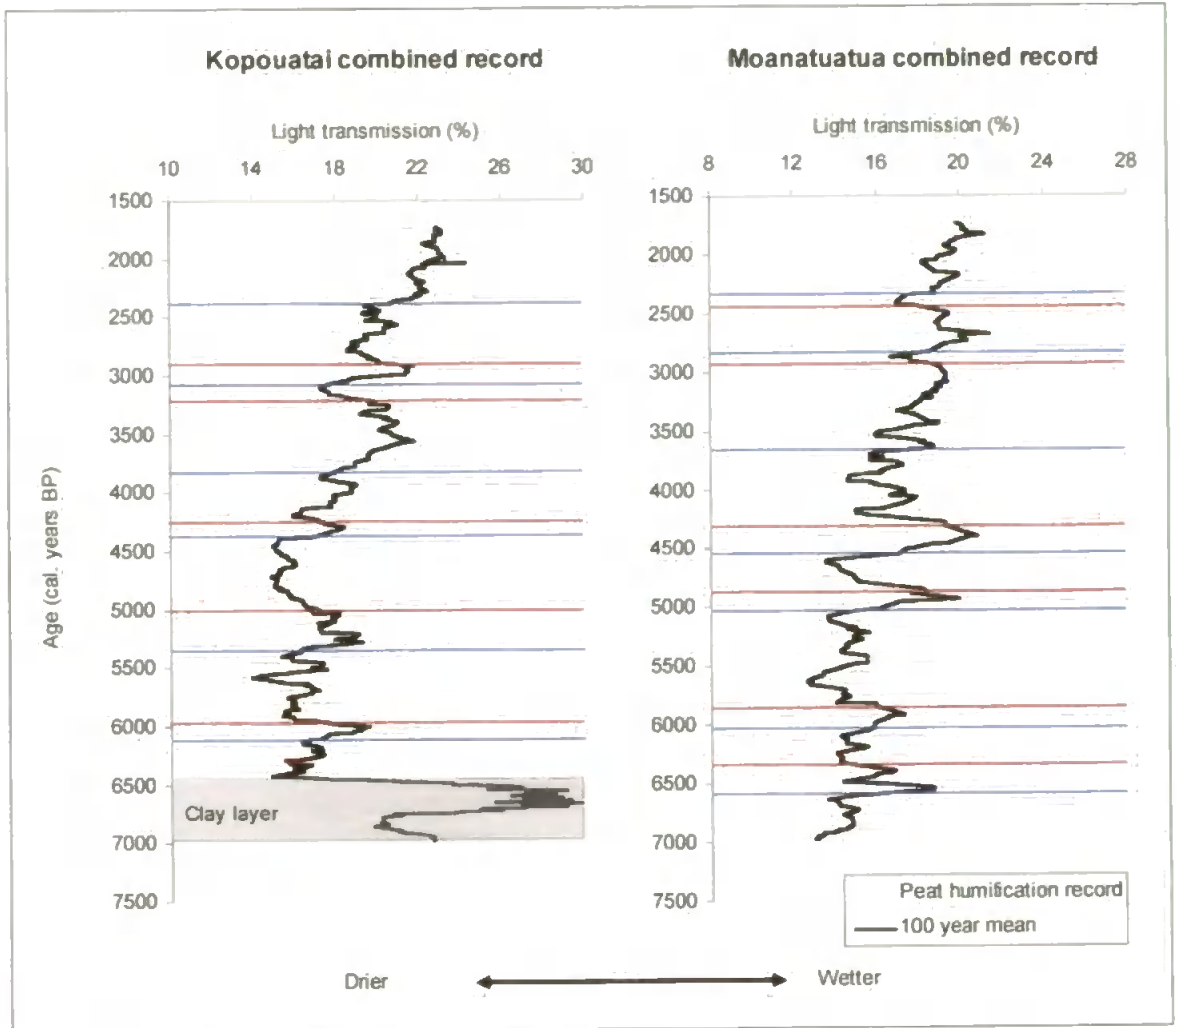 Kopouatai combined record
Light transmission (%)
10 14 18 22 26 30
1500
2000
2500
3000
3500
4000
4500
5000
5500
6000
6500
7000
7500
Age (cal. years BP)
Clay layer
Moanatuatua combined record
Light transmission (%)
8 12 16 20 24 28
1500
2000
2500
3000
3500
4000
4500
5000
5500
6000
6500
7000
7500
Peat humification record
100 year mean
Drier
Wetter